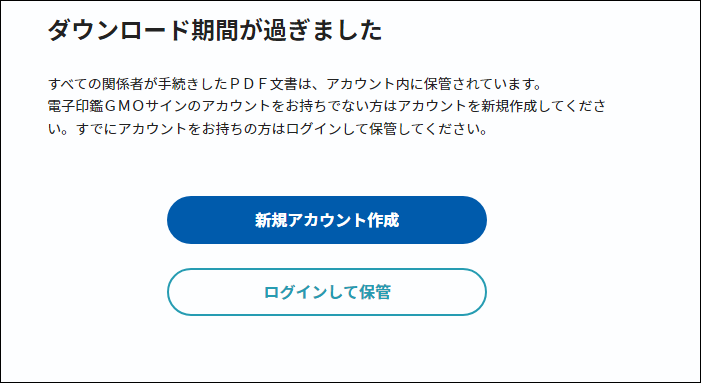 ダウンロード期間が過ぎました
すべての関係者が手続きしたＰＤＦ文書は、アカウント内に保管されています。
電子印鑑ＧＭＯサインのアカウントをお持ちでない方はアカウントを新規作成してくださ
い。すでにアカウントをお持ちの方はログインして保管してください。
新規アカウント作成
ログインして保管